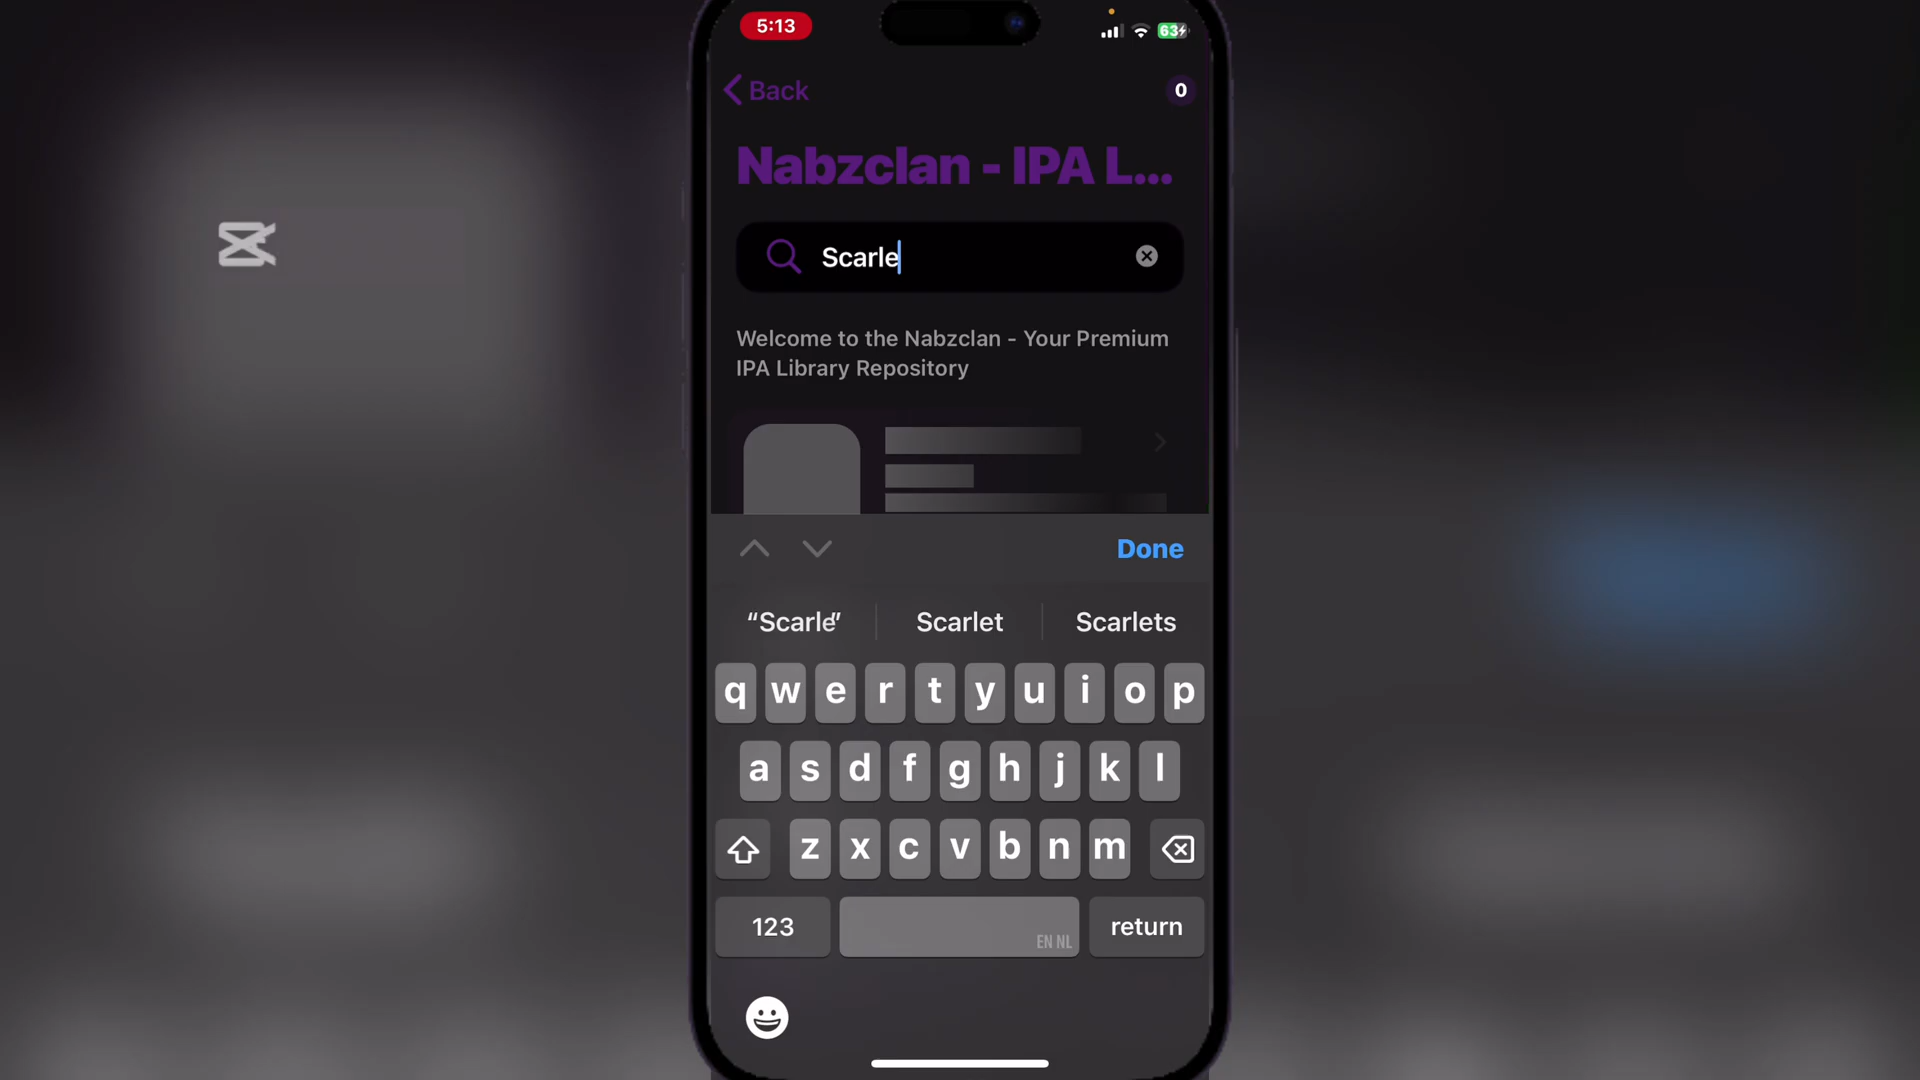 5:13
63
Back
0
Nabzclan - IPA L...
Scarle
Welcome to the Nabzclan - Your Premium
IPA Library Repository
Done
“Scarle” Scarlet Scarlets
q w e r t y u i o p
a s d f g h j k l
z x c v b n m
123 EN NL return